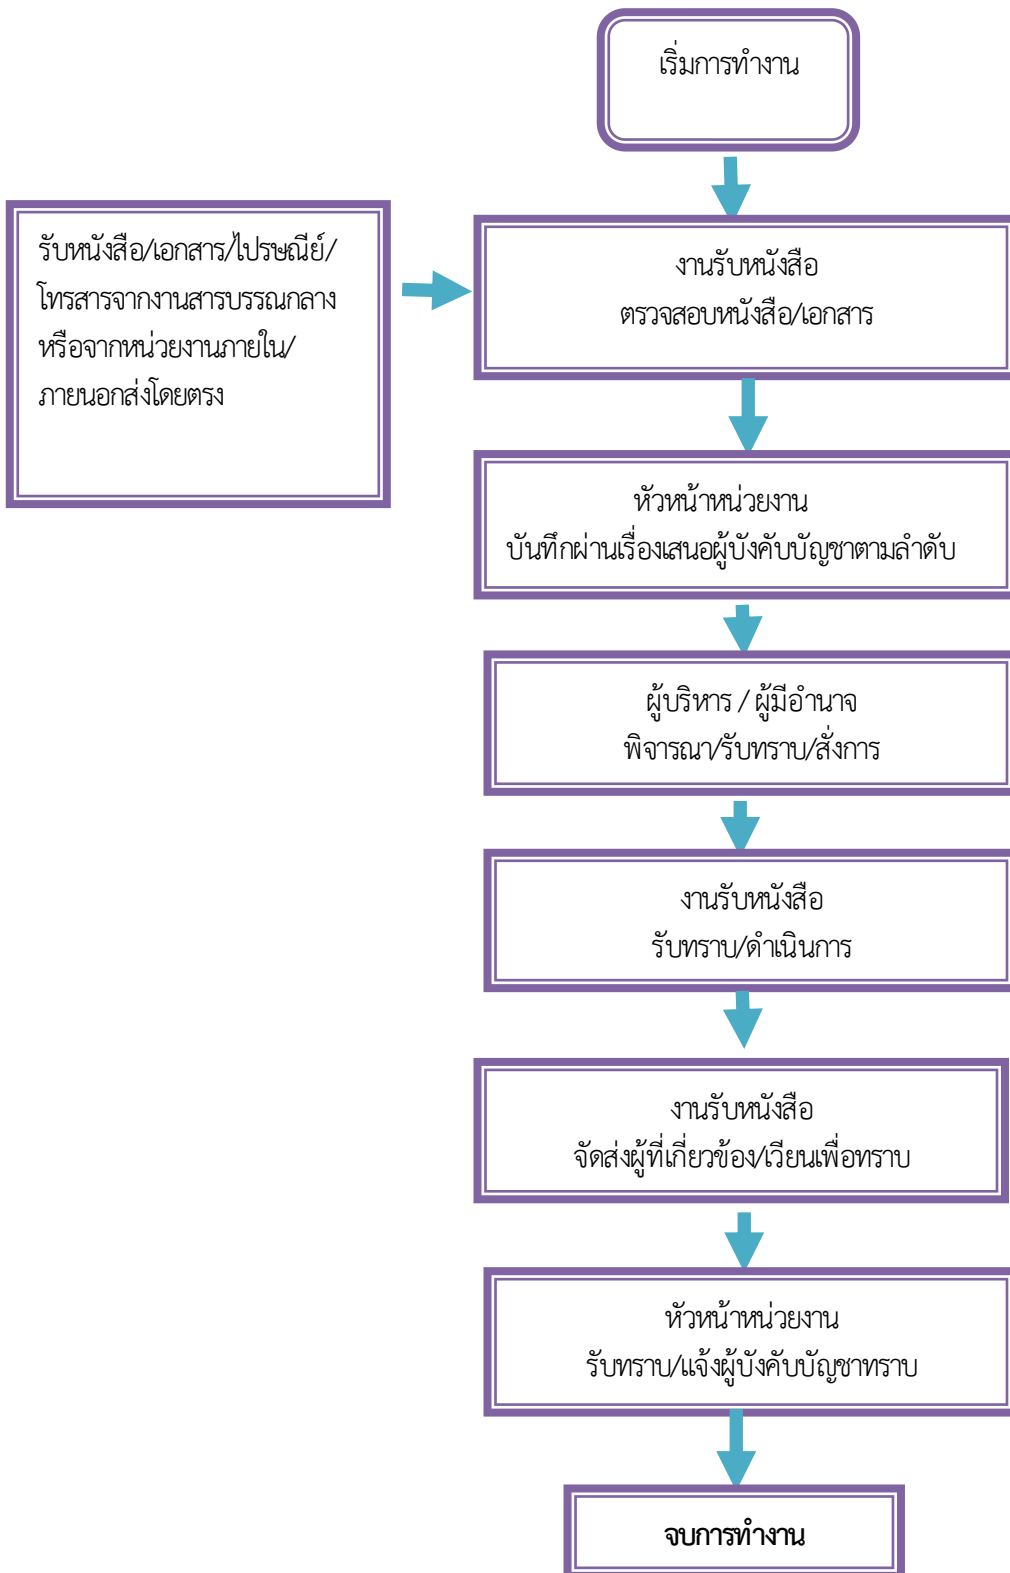 เริ่มการทำงาน
รับหนังสือ/เอกสาร/ไปรษณีย์/
โทรสารจากงานสารบรรณกลาง
หรือจากหน่วยงานภายใน/
ภายนอกส่งโดยตรง
งานรับหนังสือ
ตรวจสอบหนังสือ/เอกสาร
หัวหน้าหน่วยงาน
บันทึกผ่านเรื่องเสนอผู้บังคับบัญชาตามลำดับ
ผู้บริหาร / ผู้มีอำนาจ
พิจารณา/รับทราบ/สั่งการ
งานรับหนังสือ
รับทราบ/ดำเนินการ
งานรับหนังสือ
จัดส่งผู้ที่เกี่ยวข้อง/เวียนเพื่อทราบ
หัวหน้าหน่วยงาน
รับทราบ/แจ้งผู้บังคับบัญชาทราบ
จบการทำงาน